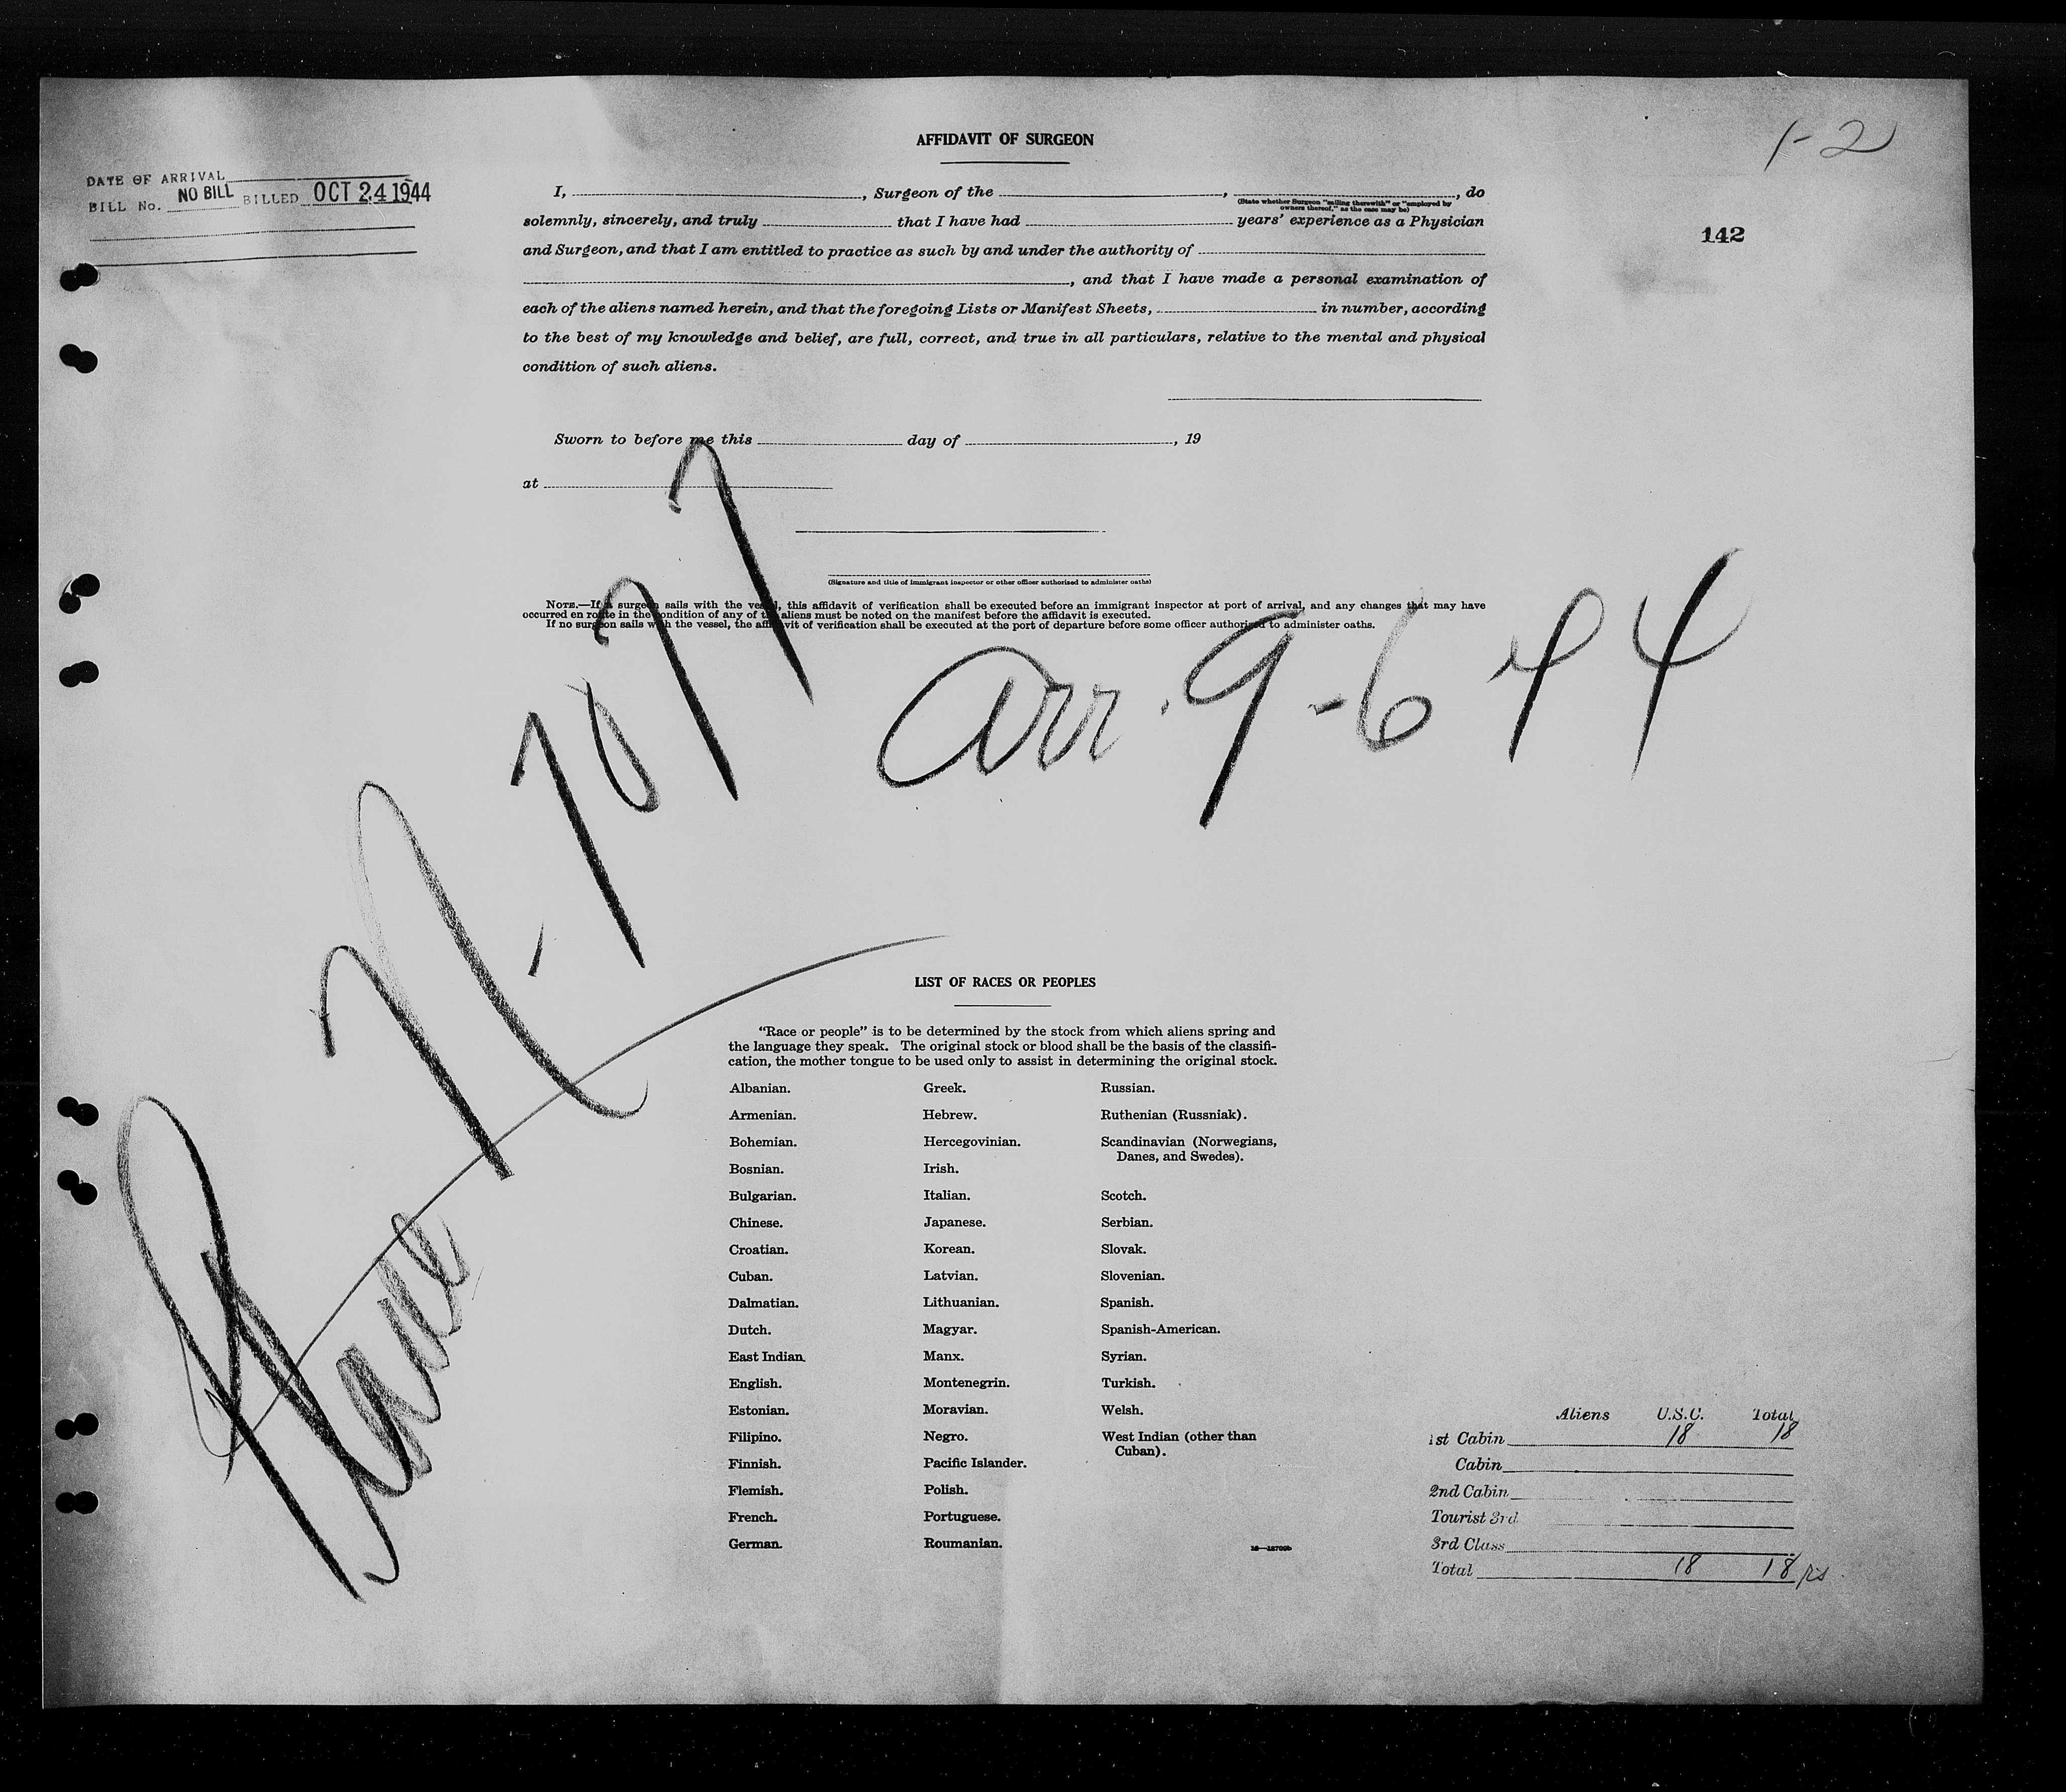 1-2
AFFIDAVIT OF SURGEON
DATE OF ARRIVAL
BILL No. NO BILL BILLED OCT 24 1944
142
I, , Surgeon of the , , do
(State whether Surgeon "sailing therewith" or "employed by
owners thereof," as the case may be)
solemnly, sincerely, and truly that I have had years' experience as a Physician
and Surgeon, and that I am entitled to practice as such by and under the authority of
, and that I have made a personal examination of
each of the aliens named herein, and that the foregoing Lists or Manifest Sheets, in number, according
to the best of my knowledge and belief, are full, correct, and true in all particulars, relative to the mental and physical
condition of such aliens.
Sworn to before me this day of , 19
at
(Signature and title of immigrant inspector or other officer authorized to administer oaths)
NOTE.—If a surgeon sails with the vessel, this affidavit of verification shall be executed before an immigrant inspector at port of arrival, and any changes that may have
occurred en route in the condition of any of the aliens must be noted on the manifest before the affidavit is executed.
If no surgeon sails with the vessel, the affidavit of verification shall be executed at the port of departure before some officer authorized to administer oaths.
arr. 9-6 44
Plane N-7077
LIST OF RACES OR PEOPLES
"Race or people" is to be determined by the stock from which aliens spring and
the language they speak. The original stock or blood shall be the basis of the classifi-
cation, the mother tongue to be used only to assist in determining the original stock.
Albanian. Greek. Russian.
Armenian. Hebrew. Ruthenian (Russniak).
Bohemian. Hercegovinian. Scandinavian (Norwegians,
Danes, and Swedes).
Bosnian. Irish.
Bulgarian. Italian. Scotch.
Chinese. Japanese. Serbian.
Croatian. Korean. Slovak.
Cuban. Latvian. Slovenian.
Dalmatian. Lithuanian. Spanish.
Dutch. Magyar. Spanish-American.
East Indian. Manx. Syrian.
English. Montenegrin. Turkish.
Estonian. Moravian. Welsh.
Filipino. Negro. West Indian (other than
Cuban).
Finnish. Pacific Islander.
Flemish. Polish.
French. Portuguese.
German. Roumanian.
Aliens U.S.C. Total
1st Cabin 18 18
Cabin
2nd Cabin
Tourist 3rd
3rd Class
Total 18 18